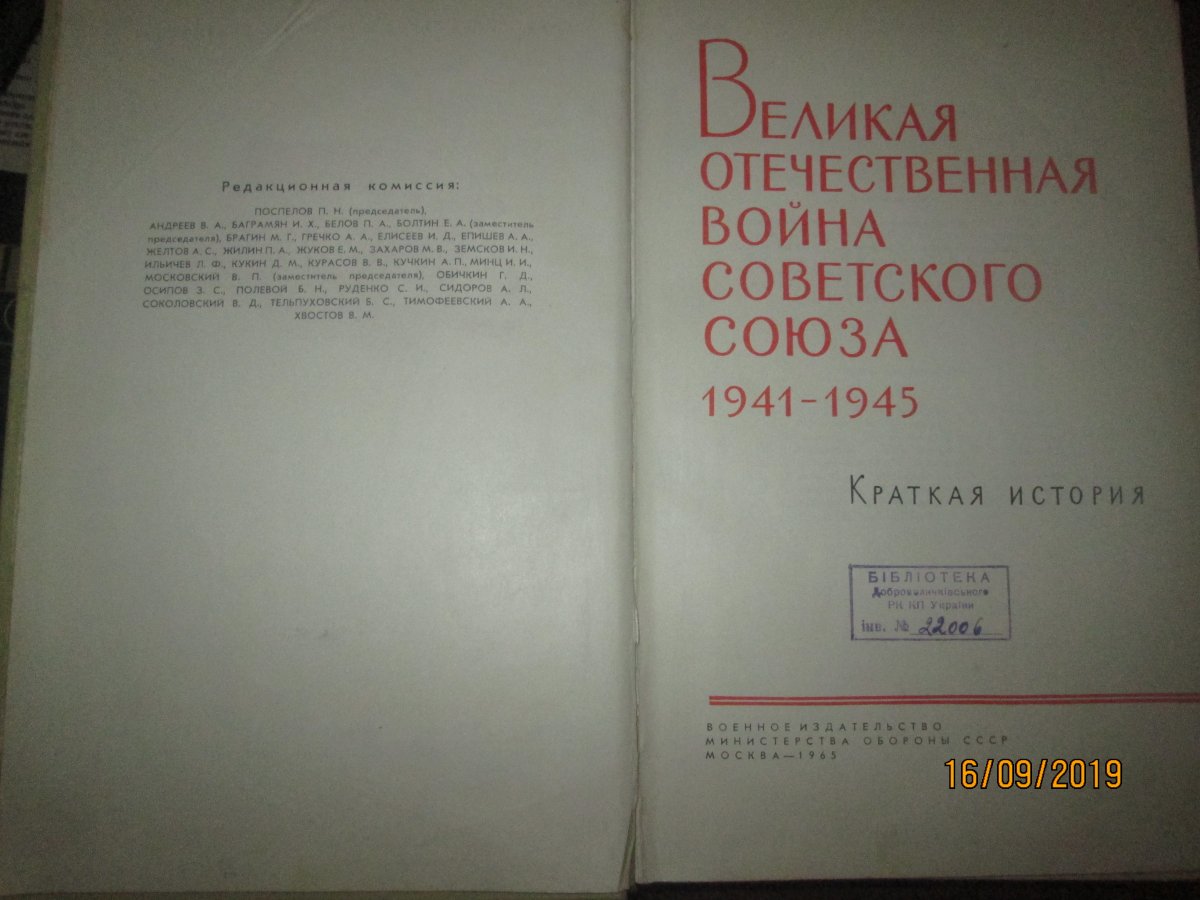 Редакционная комиссия:
ПОСПЕЛОВ П. Н. (председатель),
АНДРЕЕВ В. А., БАГРАМЯН И. Х., БЕЛОВ П. А., БОЛТИН Е. А. (заместитель
председателя), БРАГИН М. Г., ГРЕЧКО А. А., ЕЛИСЕЕВ И. Д., ЕПИШЕВ А. А.,
ЖЕЛТОВ А. С., ЖИЛИН П. А., ЖУКОВ Е. М., ЗАХАРОВ М. В., ЗЕМСКОВ И. Н.,
ИЛЬИЧЕВ Л. Ф., КУКИН Д. М., КУРАСОВ В. В., КУЧКИН А. П., МИНЦ И. И.,
МОСКОВСКИЙ В. П. (заместитель председателя), ОБИЧКИН Г. Д.,
ОСИПОВ З. С., ПОЛЕВОЙ Б. Н., РУДЕНКО С. И., СИДОРОВ А. Л.,
СОКОЛОВСКИЙ В. Д., ТЕЛЬПУХОВСКИЙ Б. С., ТИМОФЕЕВСКИЙ А. А.,
ХВОСТОВ В. М.
ВЕЛИКАЯ
ОТЕЧЕСТВЕННАЯ
ВОЙНА
СОВЕТСКОГО
СОЮЗА
1941–1945
КРАТКАЯ ИСТОРИЯ
БІБЛІОТЕКА
Добровеличківського
РК КП України
інв. № 22006
ВОЕННОЕ ИЗДАТЕЛЬСТВО
МИНИСТЕРСТВА ОБОРОНЫ СССР
МОСКВА—1965
16/09/2019